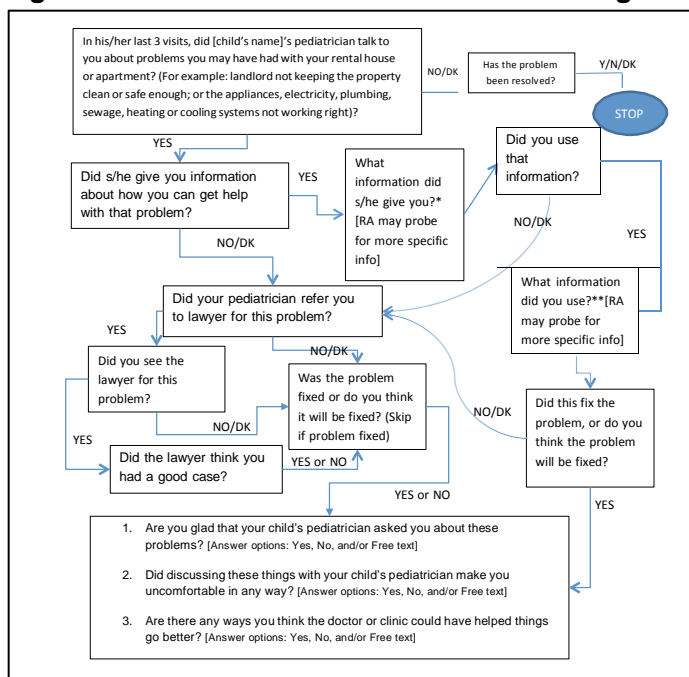 In his/her last 3 visits, did [child's name]'s pediatrician talk to
you about problems you may have had with your rental house
or apartment? (For example: landlord not keeping the property
clean or safe enough; or the appliances, electricity, plumbing,
sewage, heating or cooling systems not working right)?
NO/DK
Has the problem
been resolved?
Y/N/DK
STOP
YES
Did s/he give you information
about how you can get help
with that problem?
YES
What
information did
s/he give you?*
[RA may probe
for more specific
info]
Did you use
that
information?
NO/DK
YES
NO/DK
What information
did you use?**[RA
may probe for
more specific info]
Did your pediatrician refer you
to lawyer for this problem?
YES
NO/DK
Did you see the
lawyer for this
problem?
Was the problem
fixed or do you think
it will be fixed? (Skip
if problem fixed)
NO/DK
Did this fix the
problem, or do you
think the problem
will be fixed?
YES
NO/DK
Did the lawyer think you
had a good case?
YES or NO
YES or NO
YES
1. Are you glad that your child's pediatrician asked you about these
problems? [Answer options: Yes, No, and/or Free text]
2. Did discussing these things with your child's pediatrician make you
uncomfortable in any way? [Answer options: Yes, No, and/or Free text]
3. Are there any ways you think the doctor or clinic could have helped things
go better? [Answer options: Yes, No, and/or Free text]